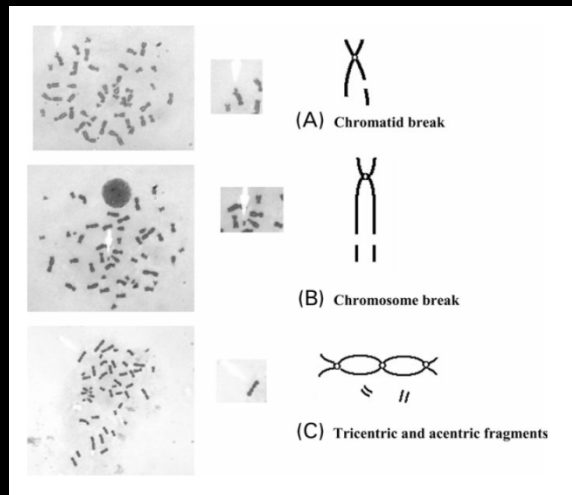 (A) Chromatid break
(B) Chromosome break
(C) Tricentric and acentric fragments